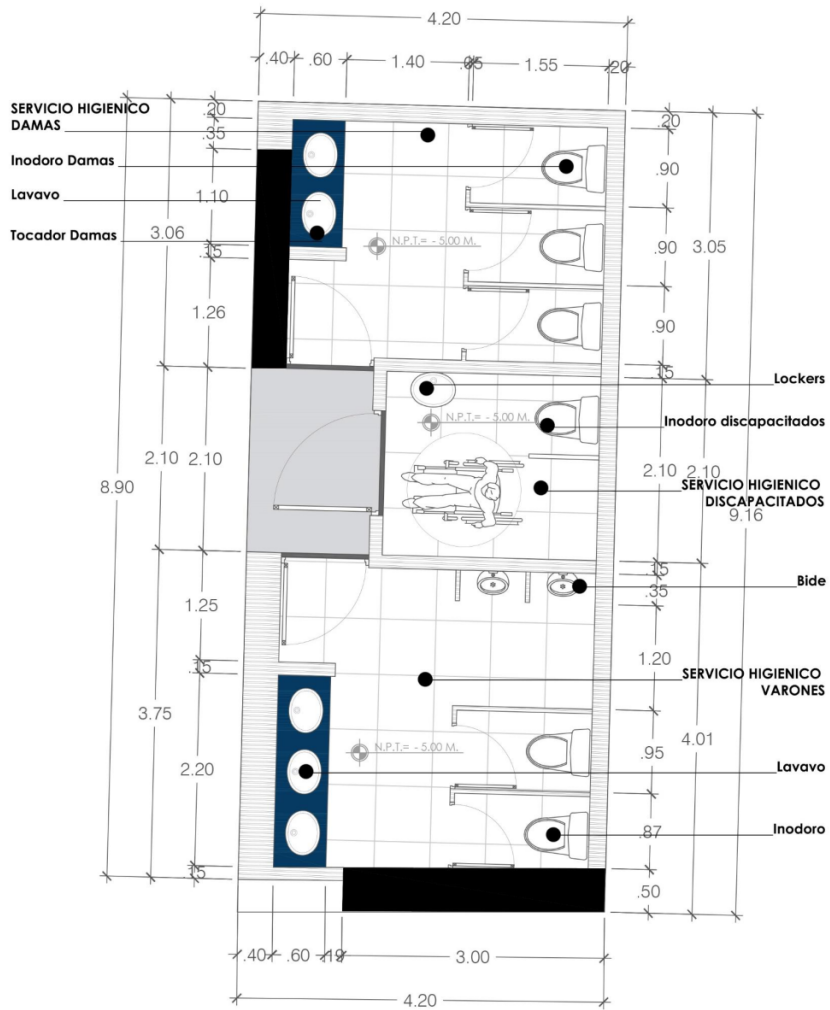 4.20
.40 .60 1.40 .05 1.55 .20
SERVICIO HIGIENICO
DAMAS
Inodoro Damas
Lavavo
Tocador Damas
.20
.35
1.10
3.06
.15
1.26
2.10
2.10
8.90
1.25
.15
3.75
2.20
.15
N.P.T.= - 5.00 M.
N.P.T.= - 5.00 M.
N.P.T.= - 5.00 M.
.20
.90
.90
3.05
.90
.15
Lockers
Inodoro discapacitados
2.10
2.10
SERVICIO HIGIENICO
DISCAPACITADOS
9.16
.15
.35
Bide
1.20
SERVICIO HIGIENICO
VARONES
4.01
.95
Lavavo
.87
Inodoro
.50
.40 .60 .19 3.00
4.20